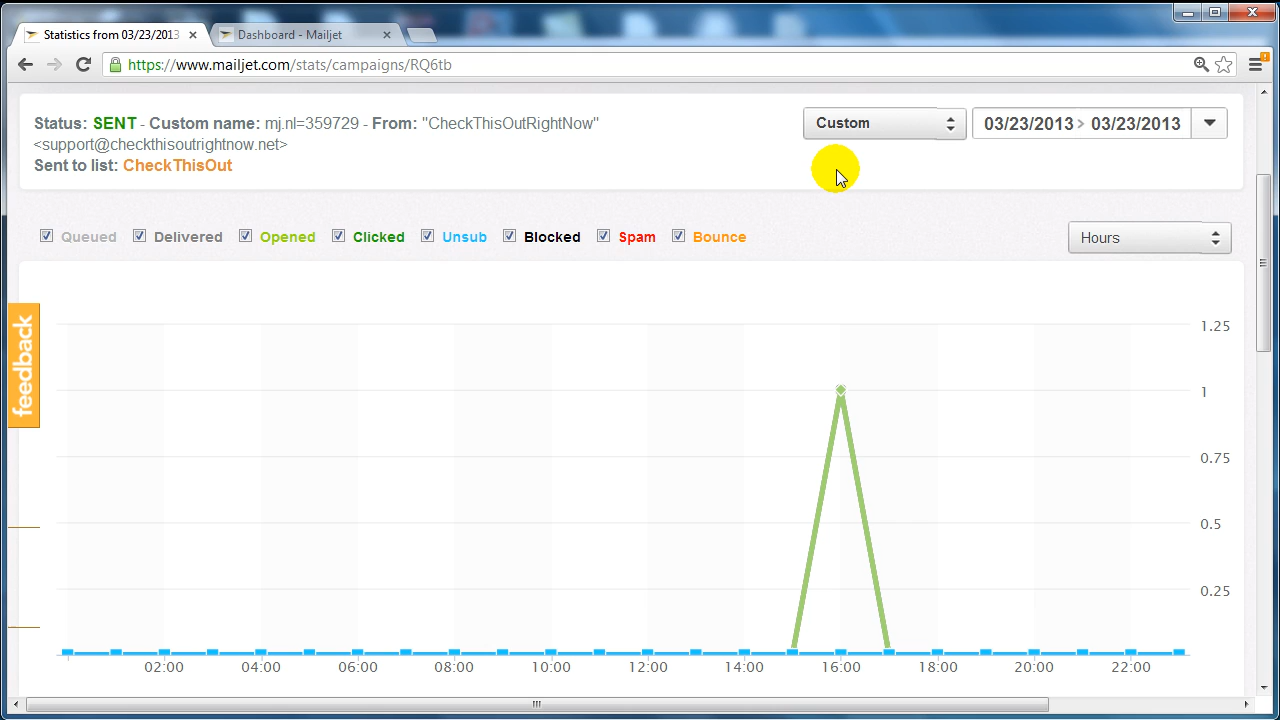 Statistics from 03/23/2013
Dashboard - Mailjet
https://www.mailjet.com/stats/campaigns/RQ6tb
Status: SENT - Custom name: mj.nl=359729 - From: "CheckThisOutRightNow"
<support@checkthisoutrightnow.net>
Sent to list: CheckThisOut
Custom
03/23/2013 > 03/23/2013
Queued Delivered Opened Clicked Unsub Blocked Spam Bounce
Hours
feedback
1.25
1
0.75
0.5
0.25
02:00 04:00 06:00 08:00 10:00 12:00 14:00 16:00 18:00 20:00 22:00